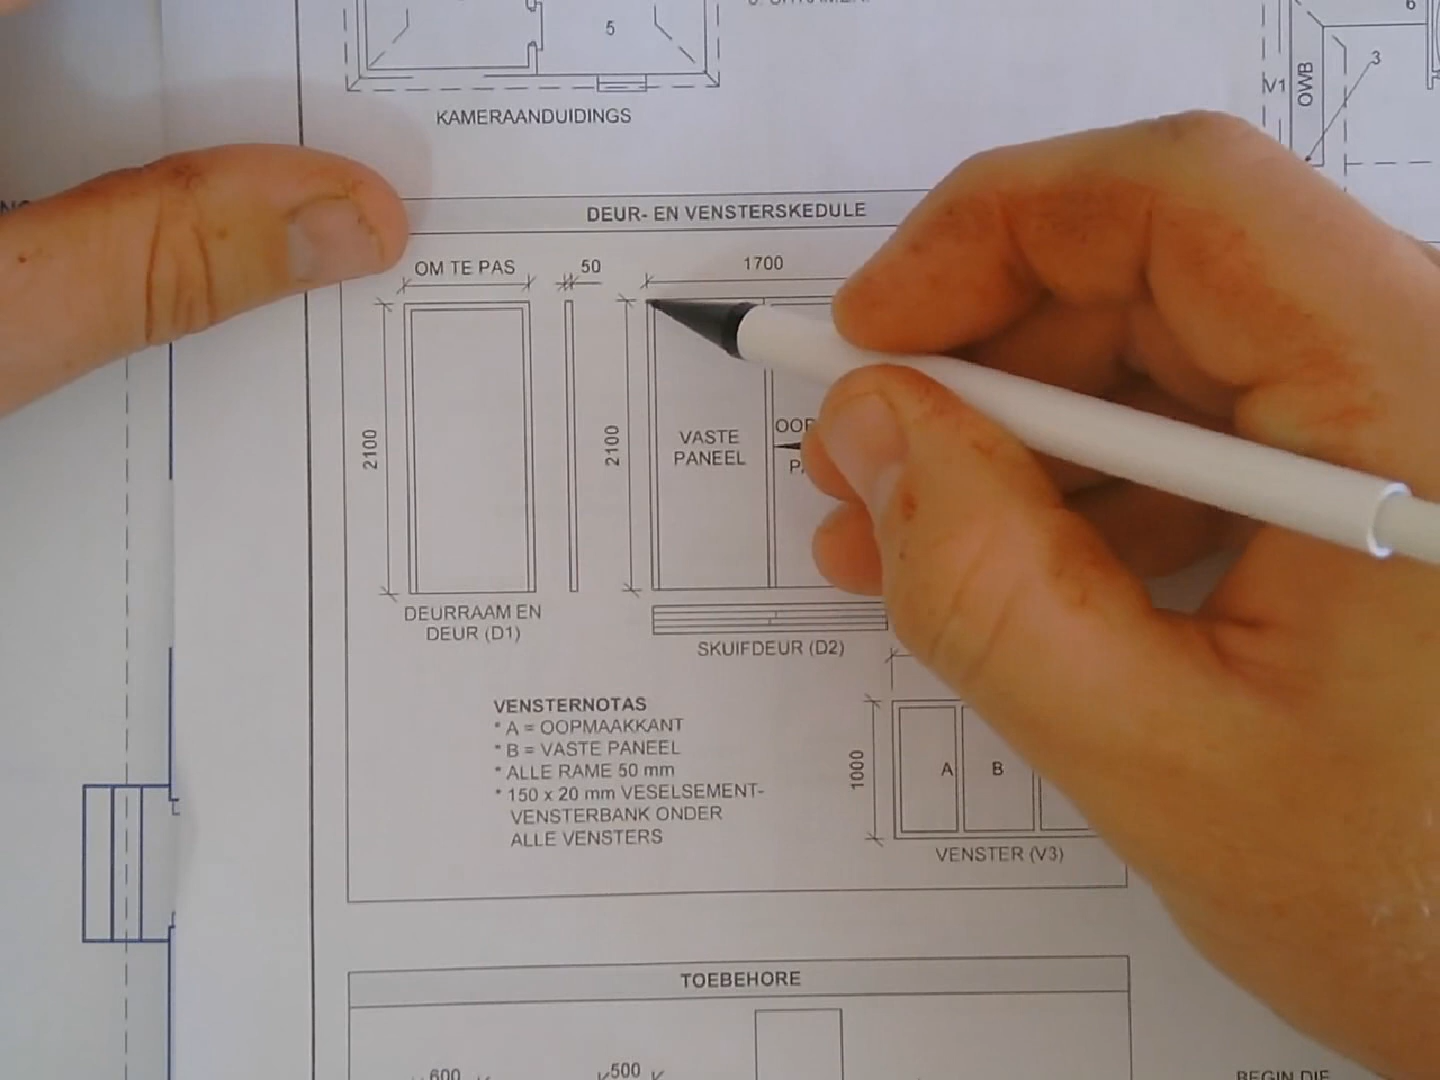 5
6
3
V1
OWB
KAMERAANDUIDINGS
DEUR- EN VENSTERSKEDULE
OM TE PAS
50
1700
2100
2100
VASTE
PANEEL
DEURRAAM EN
DEUR (D1)
SKUIFDEUR (D2)
VENSTERNOTAS
* A = OOPMAAKKANT
* B = VASTE PANEEL
* ALLE RAME 50 mm
* 150 x 20 mm VESELSEMENT-
VENSTERBANK ONDER
ALLE VENSTERS
1000
A
B
VENSTER (V3)
TOEBEHORE
600
500
BEGIN DIE